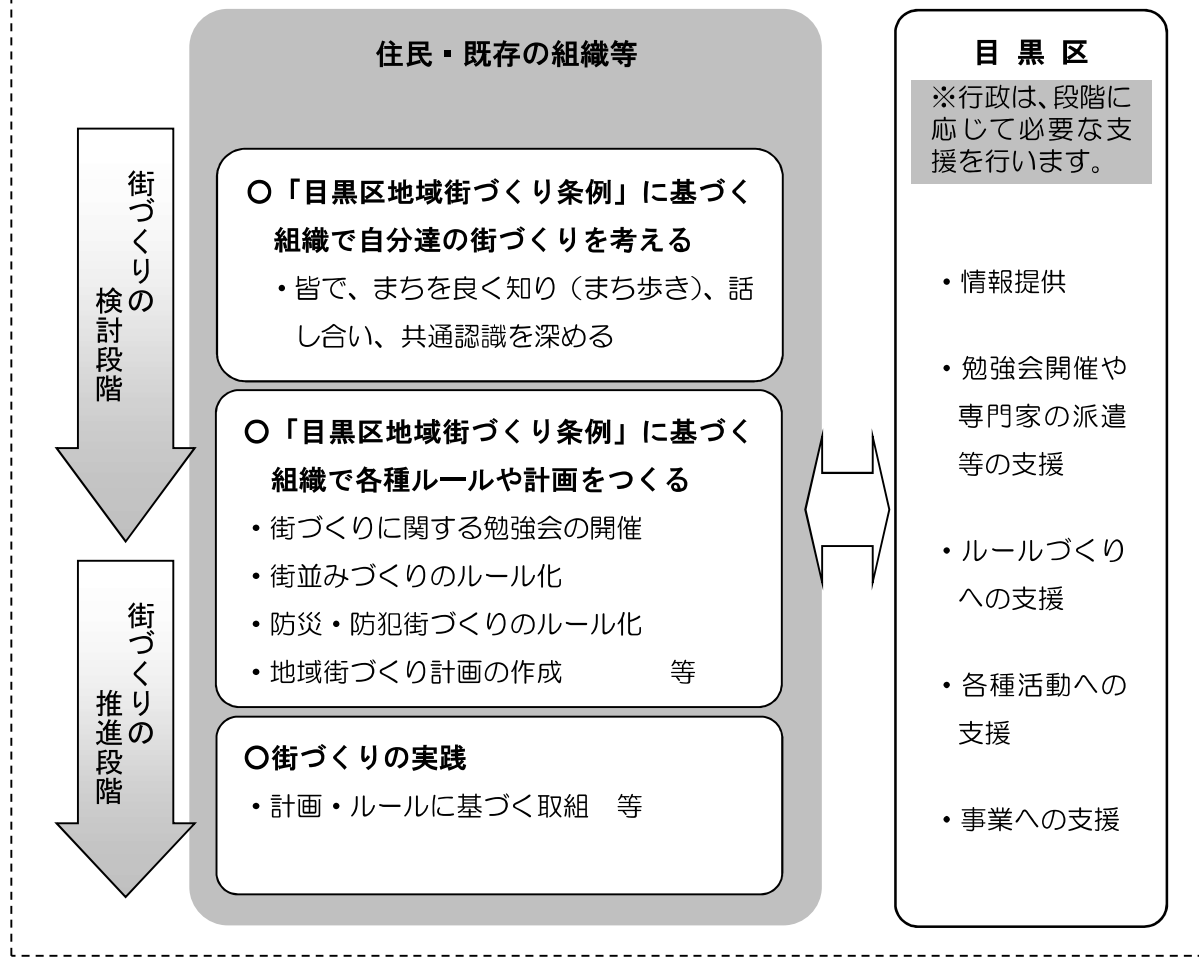 住民・既存の組織等
街づくりの
検討段階
〇「目黒区地域街づくり条例」に基づく
組織で自分達の街づくりを考える
・皆で、まちを良く知り（まち歩き）、話
し合い、共通認識を深める
〇「目黒区地域街づくり条例」に基づく
組織で各種ルールや計画をつくる
・街づくりに関する勉強会の開催
・街並みづくりのルール化
・防災・防犯街づくりのルール化
・地域街づくり計画の作成　　　　等
街づくりの
推進段階
〇街づくりの実践
・計画・ルールに基づく取組　等
目 黒 区
※行政は、段階に
応じて必要な支
援を行います。
・情報提供
・勉強会開催や
専門家の派遣
等の支援
・ルールづくり
への支援
・各種活動への
支援
・事業への支援